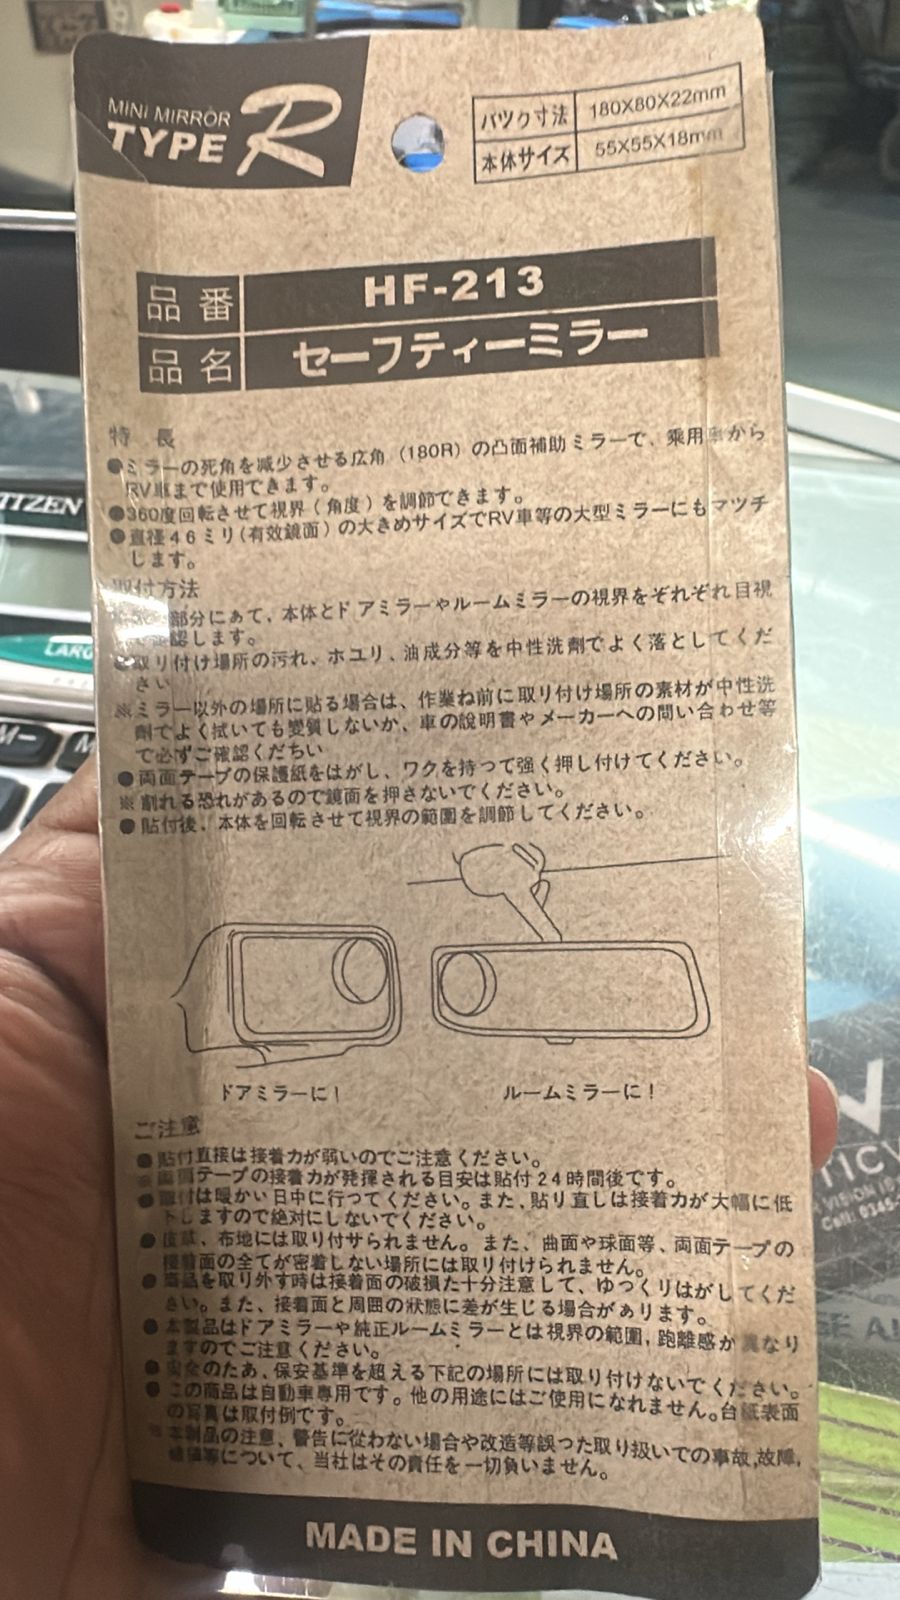 MINI MIRROR
TYPE R
パツク寸法 180X80X22mm
本体サイズ 55X55X18mm
品番 HF-213
品名 セーフティーミラー
特 長
●ミラーの死角を減少させる広角（180R）の凸面補助ミラーで、乗用車から
RV車まで使用できます。
●360度回転させて視界（角度）を調節できます。
●直径46ミリ(有效鏡面）の大きめサイズでRV車等の大型ミラーにもマツチ
します。
取付方法
部分にあて、本体とド アミラーやルームミラーの視界をぞれぞれ目視
認します。
●取り付け場所の汚れ、ホユリ、油成分等を中性洗劑でよく落としてくだ
さい
※ミラー以外の場所に貼る場合は、作業ね前に取り付け場所の素材が中性洗
劑でよく拭いても變質しないか、車の說明書やメーカーへの問い合わせ等
で必ずご確認くだちい
●両面テープの保護紙をはがし、ワクを持つて强く押し付けてください。
※ 割れる恐れがあるので鏡面を押さないでください。
●貼付後、本体を回転させて視界の範囲を調節してください。
ドアミラーに！
ルームミラーに！
ご注意
●貼付直接は接着力が弱いのでご注意ください。
※両面テープの接着力が発揮される目安は貼付24時間後です。
●貼付は暖かい日中に行ってください。また、貼り直しは接着力が大幅に低
下しますので絶対にしないでください。
●皮革、布地には取り付サられません。また、曲面や球面等、両面テープの
接着面の全てが密着しない場所には取り付けられません。
●商品を取り外す時は接着面の破損た十分注意して、ゆつくリはがしてくだ
さい。また、接着面と周囲の狀態に差が生じる場合があります。
●本製品はドアミラーや純正ルームミラーとは視界の範囲,跑離感が異なり
ますのでご注意ください。
●安全のたあ、保安基準を超える下記の場所には取り付けないでください。
●この商品は自動車専用です。他の用途にはご使用になれません。台紙表面
の写真は取付例です。
※本制品の注意、警告に從わない場合や改造等誤った取り扱いでの事故,故障,
損傷等について、当社はその責任を一切負いません。
MADE IN CHINA
TIZEN
LARG
M-
M